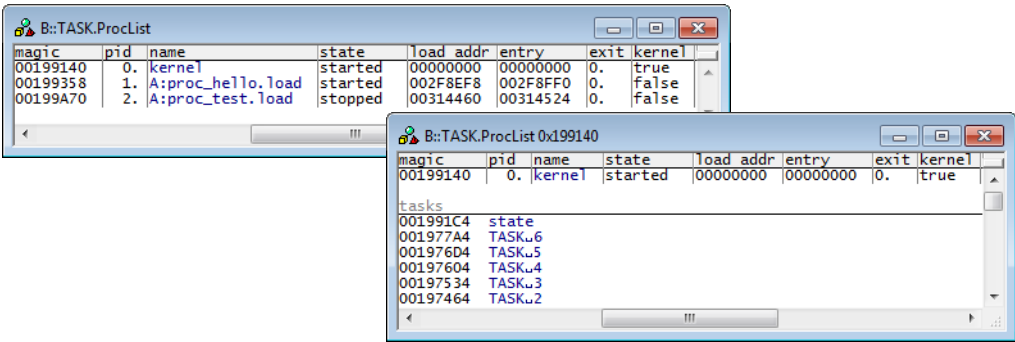 B::TASK.ProcList
magic pid name state load addr entry exit kernel
00199140 0. kernel started 00000000 00000000 0. true
00199358 1. A:proc_hello.load started 002F8EF8 002F8FF0 0. false
00199A70 2. A:proc_test.load stopped 00314460 00314524 0. false
B::TASK.ProcList 0x199140
magic pid name state load addr entry exit kernel
00199140 0. kernel started 00000000 00000000 0. true
tasks
001991C4 state
001977A4 TASK␣6
001976D4 TASK␣5
00197604 TASK␣4
00197534 TASK␣3
00197464 TASK␣2